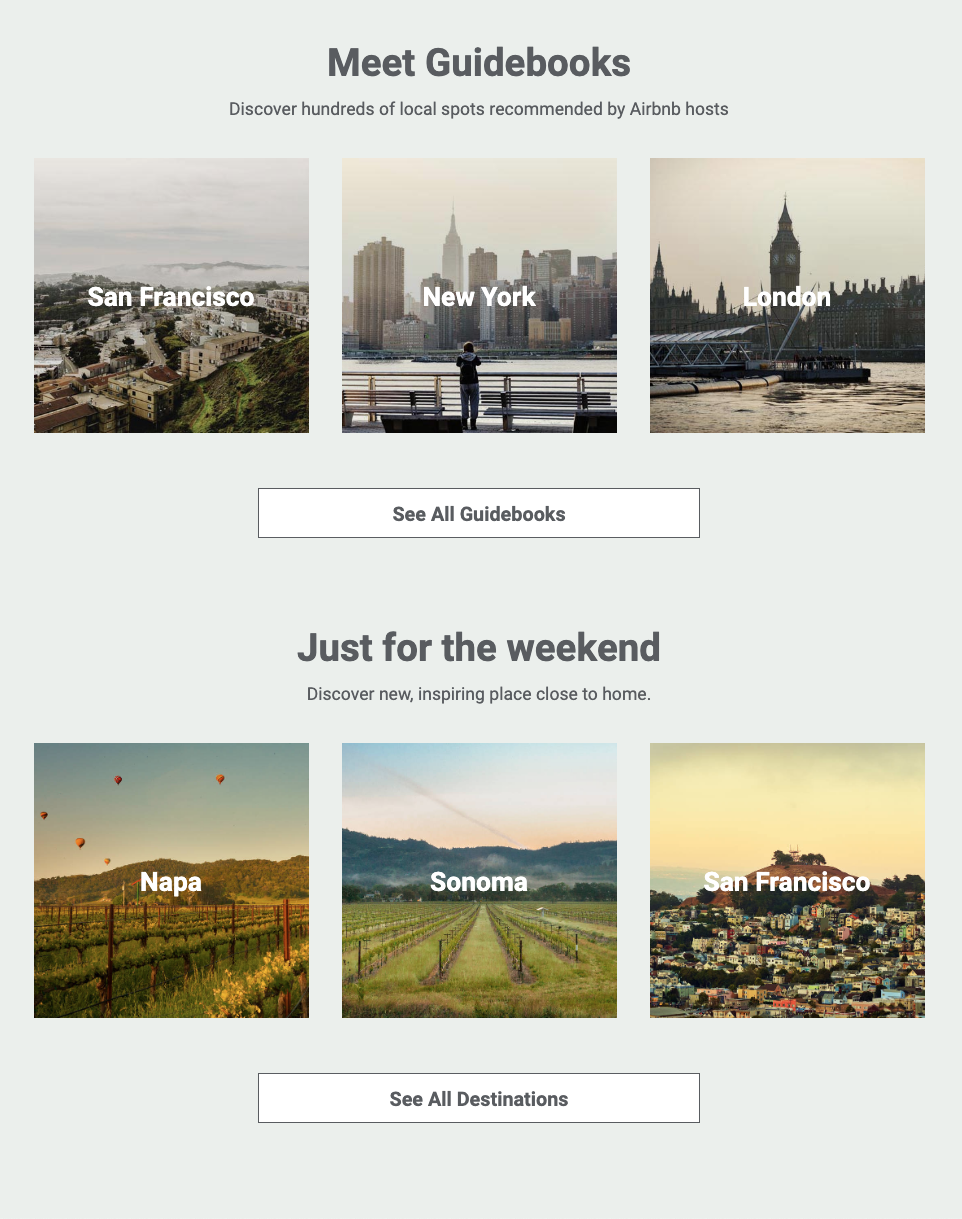 Meet Guidebooks
Discover hundreds of local spots recommended by Airbnb hosts
San Francisco
New York
London
See All Guidebooks
Just for the weekend
Discover new, inspiring place close to home.
Napa
Sonoma
San Francisco
See All Destinations